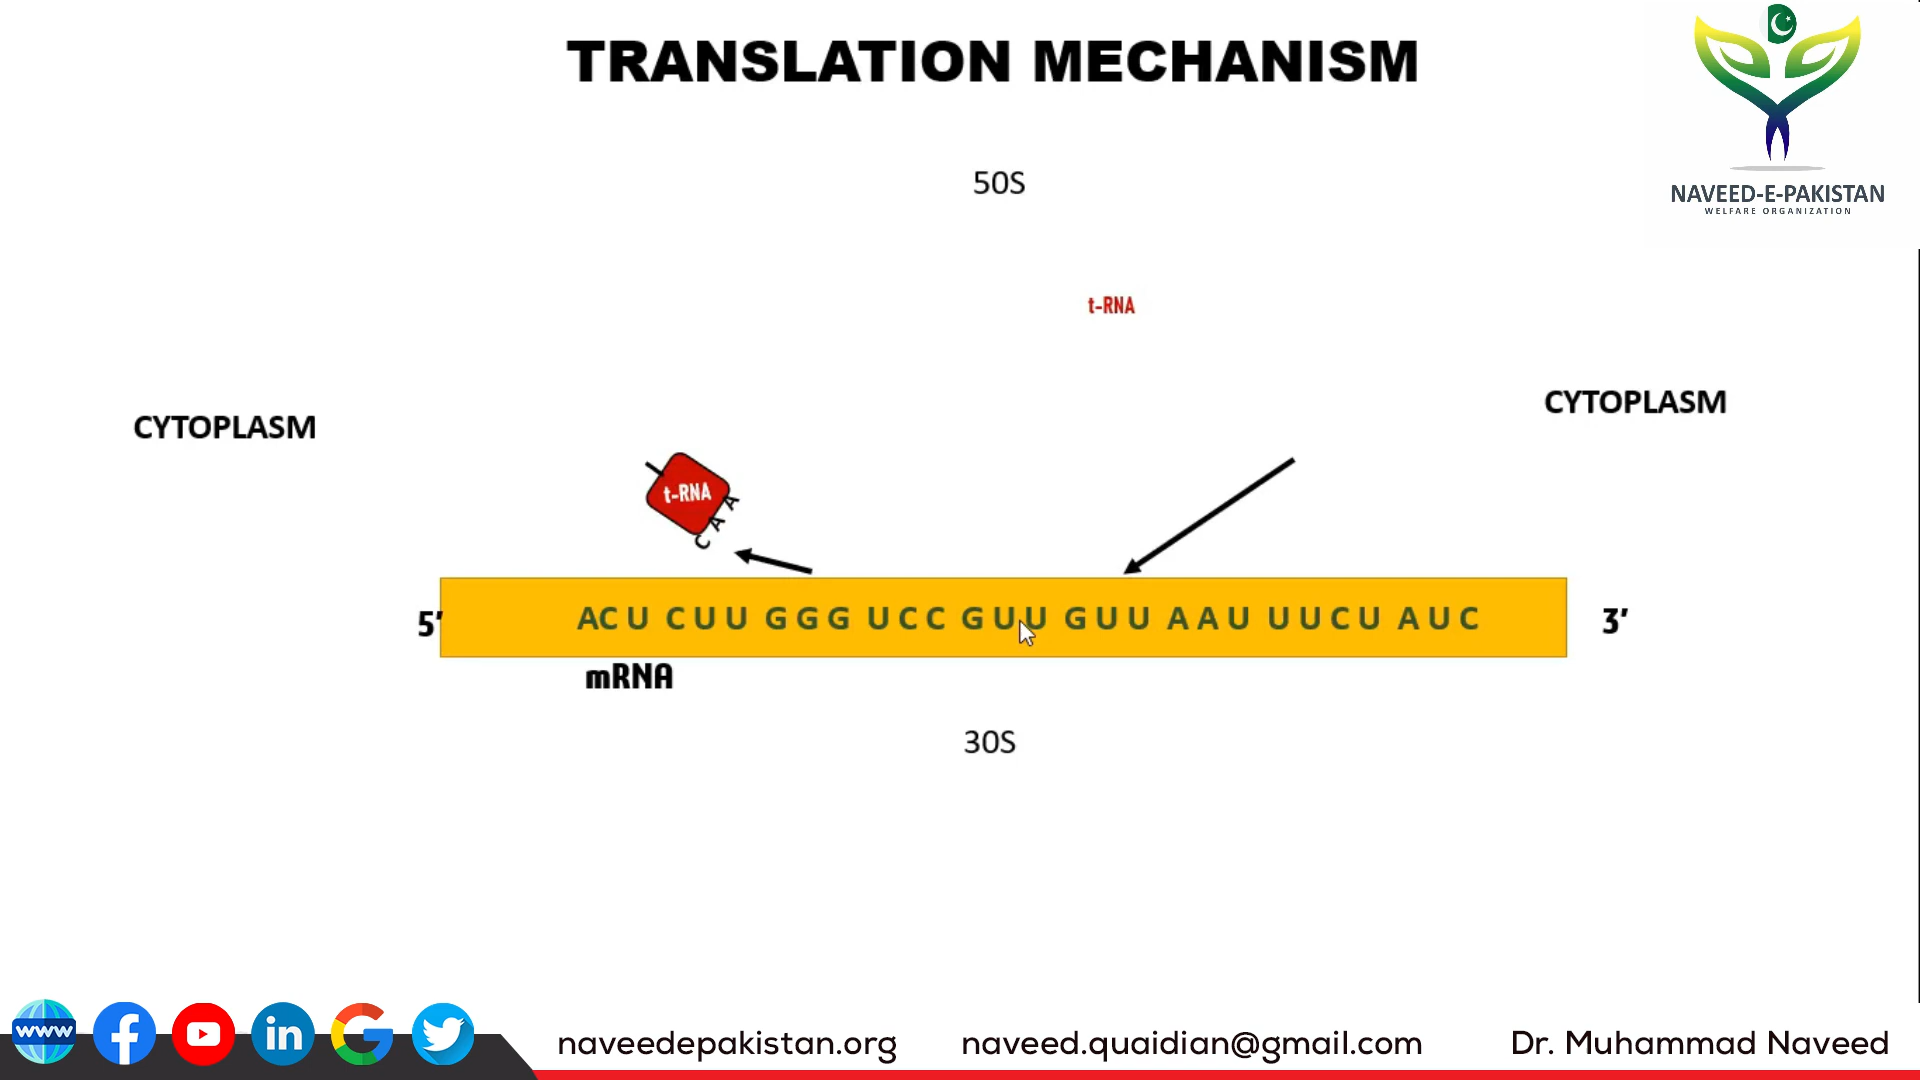 TRANSLATION MECHANISM
NAVEED-E-PAKISTAN
WELFARE ORGANIZATION
50S
t-RNA
CYTOPLASM
CYTOPLASM
t-RNA
C A A
5'
ACU CUU GGG UCC GUU GUU AAU UUCU AUC
3'
mRNA
30S
www
in
naveedepakistan.org
naveed.quaidian@gmail.com
Dr. Muhammad Naveed